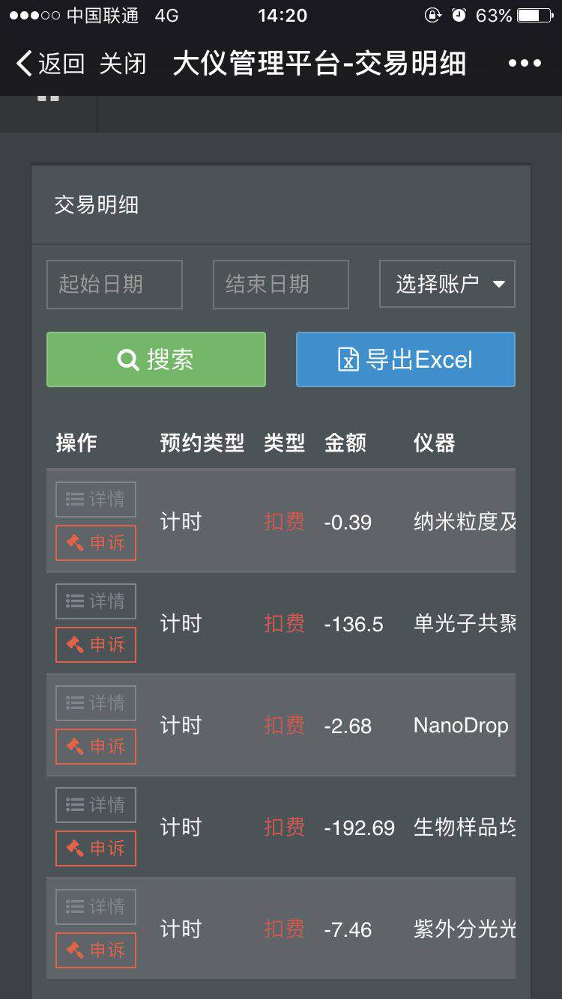 中国联通 4G 14:20 63%
返回 关闭 大仪管理平台-交易明细
交易明细
起始日期 结束日期 选择账户
搜索 导出Excel
操作 预约类型 类型 金额 仪器
详情
计时 扣费 -0.39 纳米粒度及
申诉
详情
计时 扣费 -136.5 单光子共聚
申诉
详情
计时 扣费 -2.68 NanoDrop
申诉
详情
计时 扣费 -192.69 生物样品均
申诉
详情
计时 扣费 -7.46 紫外分光光
申诉